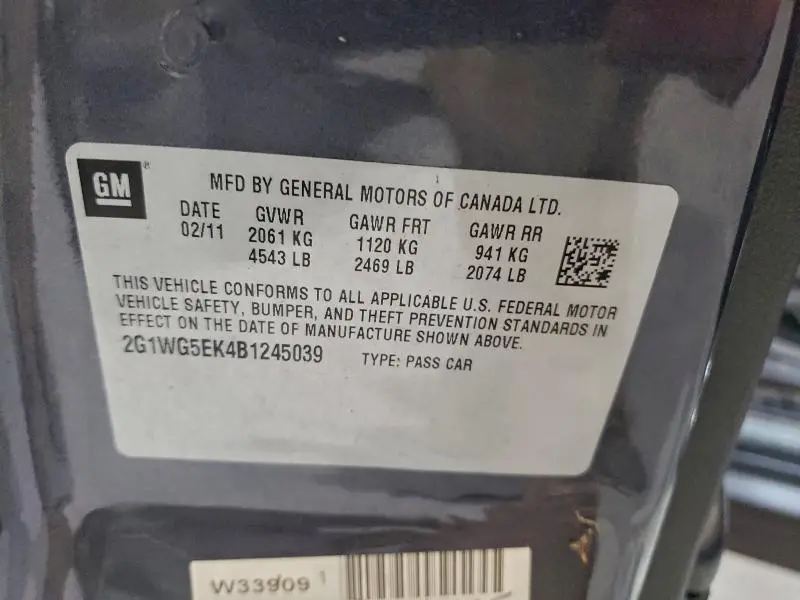 GM
MFD BY GENERAL MOTORS OF CANADA LTD.
DATE GVWR GAWR FRT GAWR RR
02/11 2061 KG 1120 KG 941 KG
4543 LB 2469 LB 2074 LB
THIS VEHICLE CONFORMS TO ALL APPLICABLE U.S. FEDERAL MOTOR
VEHICLE SAFETY, BUMPER, AND THEFT PREVENTION STANDARDS IN
EFFECT ON THE DATE OF MANUFACTURE SHOWN ABOVE.
2G1WG5EK4B1245039 TYPE: PASS CAR
W33909 1